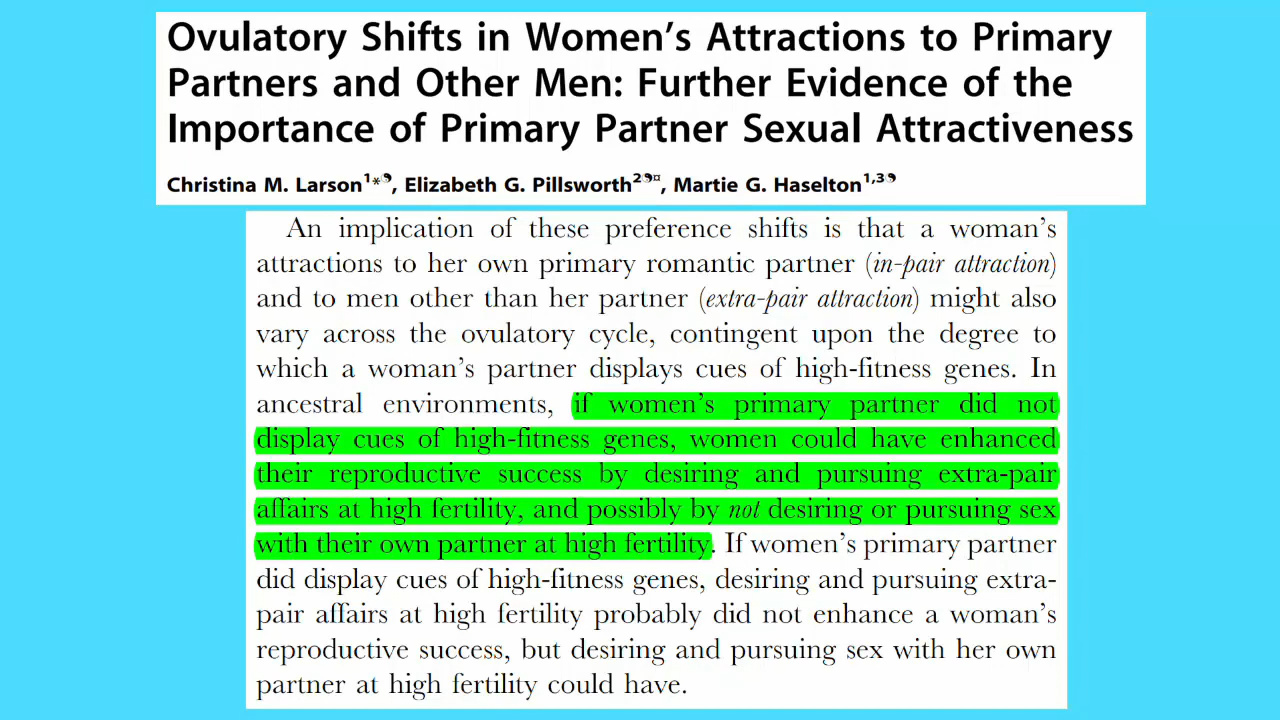 Ovulatory Shifts in Women's Attractions to Primary
Partners and Other Men: Further Evidence of the
Importance of Primary Partner Sexual Attractiveness
Christina M. Larson¹*⁹, Elizabeth G. Pillsworth²⁹¤, Martie G. Haselton¹,³⁹
An implication of these preference shifts is that a woman's
attractions to her own primary romantic partner (in-pair attraction)
and to men other than her partner (extra-pair attraction) might also
vary across the ovulatory cycle, contingent upon the degree to
which a woman's partner displays cues of high-fitness genes. In
ancestral environments, if women's primary partner did not
display cues of high-fitness genes, women could have enhanced
their reproductive success by desiring and pursuing extra-pair
affairs at high fertility, and possibly by not desiring or pursuing sex
with their own partner at high fertility. If women's primary partner
did display cues of high-fitness genes, desiring and pursuing extra-
pair affairs at high fertility probably did not enhance a woman's
reproductive success, but desiring and pursuing sex with her own
partner at high fertility could have.